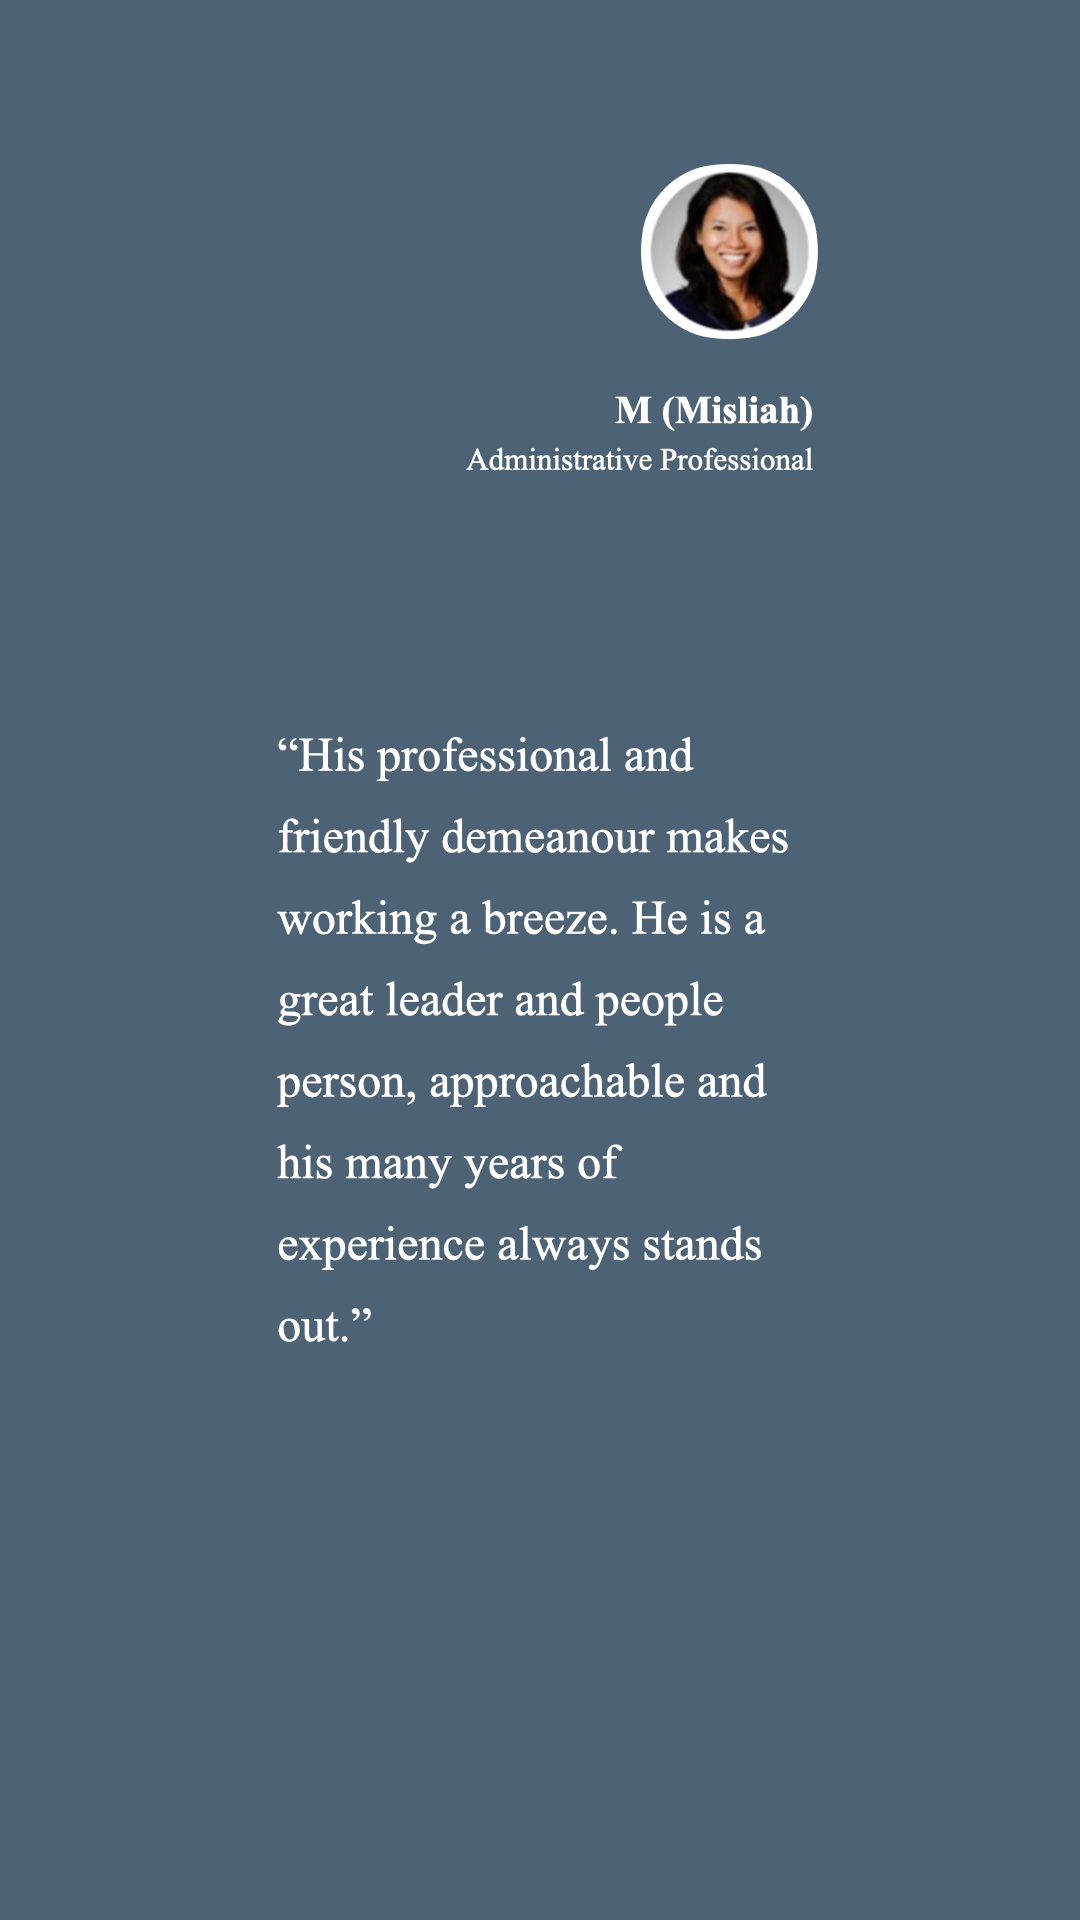 M (Misliah)
Administrative Professional
“His professional and
friendly demeanour makes
working a breeze. He is a
great leader and people
person, approachable and
his many years of
experience always stands
out.”